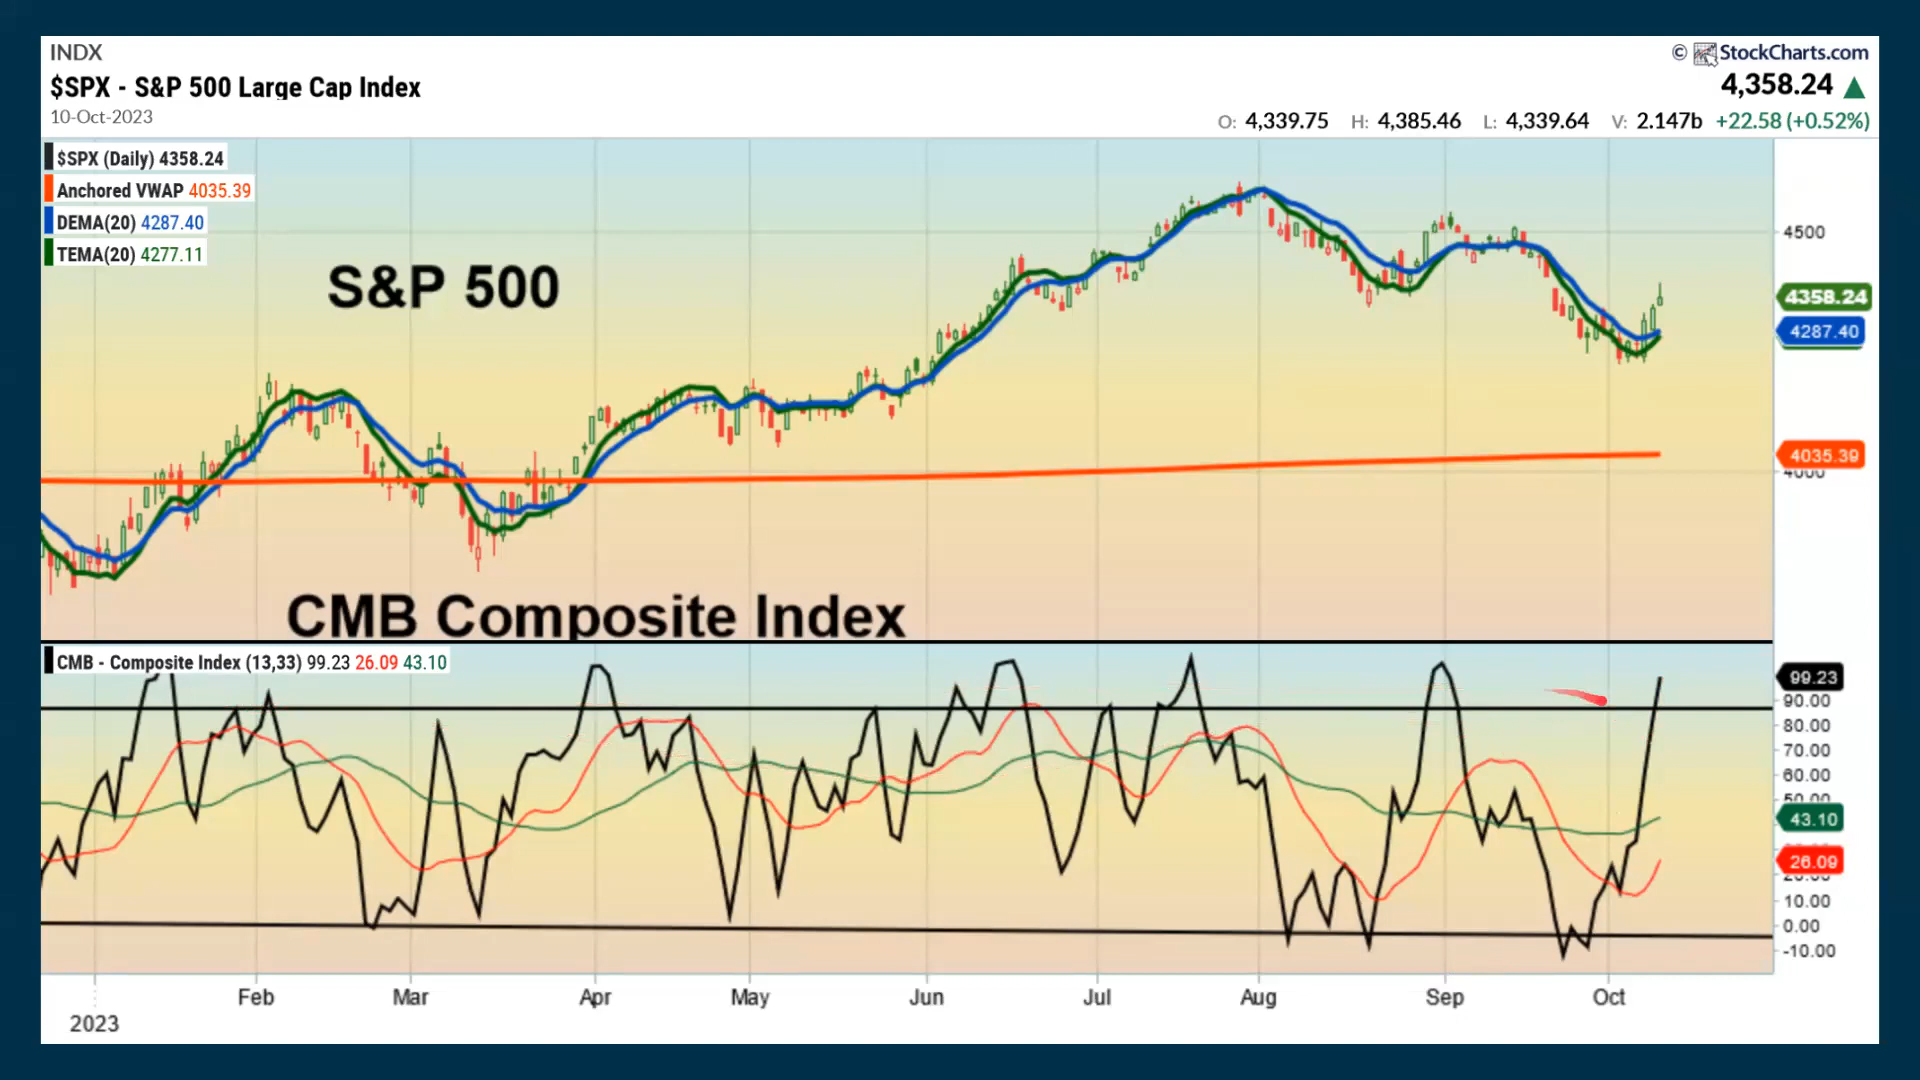 INDX
© StockCharts.com
$SPX - S&P 500 Large Cap Index
4,358.24
10-Oct-2023
O: 4,339.75 H: 4,385.46 L: 4,339.64 V: 2.147b +22.58 (+0.52%)
$SPX (Daily) 4358.24
Anchored VWAP 4035.39
DEMA(20) 4287.40
TEMA(20) 4277.11
S&P 500
4500
4358.24
4287.40
4035.39
4000
CMB Composite Index
CMB - Composite Index (13,33) 99.23 26.09 43.10
99.23
90.00
80.00
70.00
60.00
50.00
43.10
26.09
20.00
10.00
0.00
-10.00
Feb Mar Apr May Jun Jul Aug Sep Oct
2023